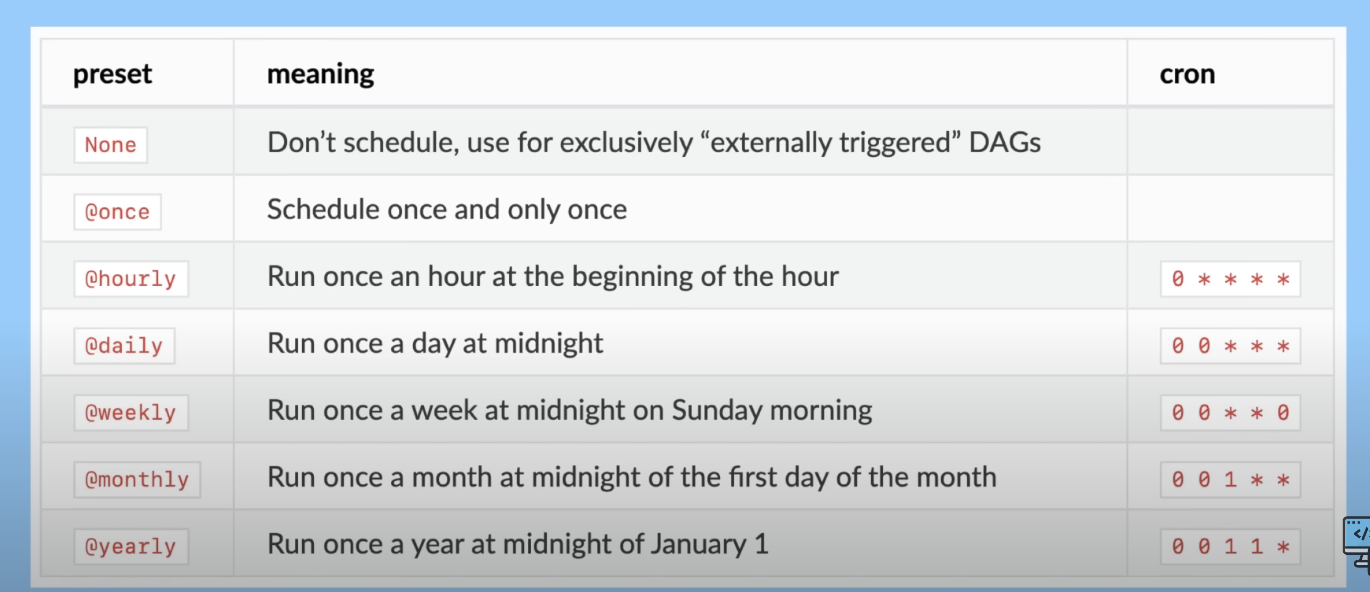 preset meaning cron
None Don’t schedule, use for exclusively “externally triggered” DAGs
@once Schedule once and only once
@hourly Run once an hour at the beginning of the hour 0 * * * *
@daily Run once a day at midnight 0 0 * * *
@weekly Run once a week at midnight on Sunday morning 0 0 * * 0
@monthly Run once a month at midnight of the first day of the month 0 0 1 * *
@yearly Run once a year at midnight of January 1 0 0 1 1 *